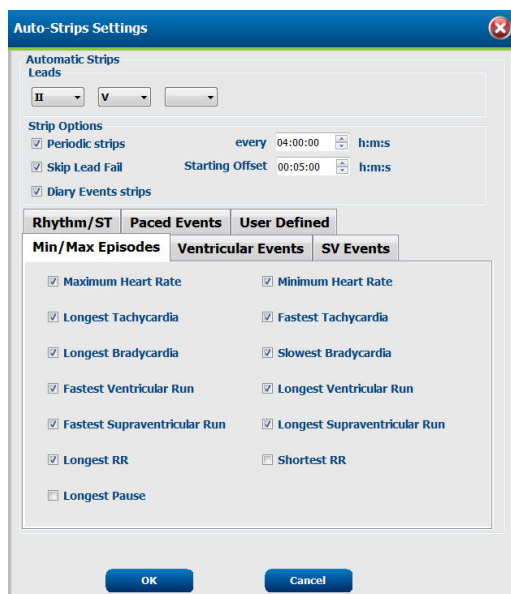 Auto-Strips Settings
Automatic Strips
Leads
II V
Strip Options
Periodic strips every 04:00:00 h:m:s
Skip Lead Fail Starting Offset 00:05:00 h:m:s
Diary Events strips
Rhythm/ST Paced Events User Defined
Min/Max Episodes Ventricular Events SV Events
Maximum Heart Rate Minimum Heart Rate
Longest Tachycardia Fastest Tachycardia
Longest Bradycardia Slowest Bradycardia
Fastest Ventricular Run Longest Ventricular Run
Fastest Supraventricular Run Longest Supraventricular Run
Longest RR Shortest RR
Longest Pause
OK Cancel